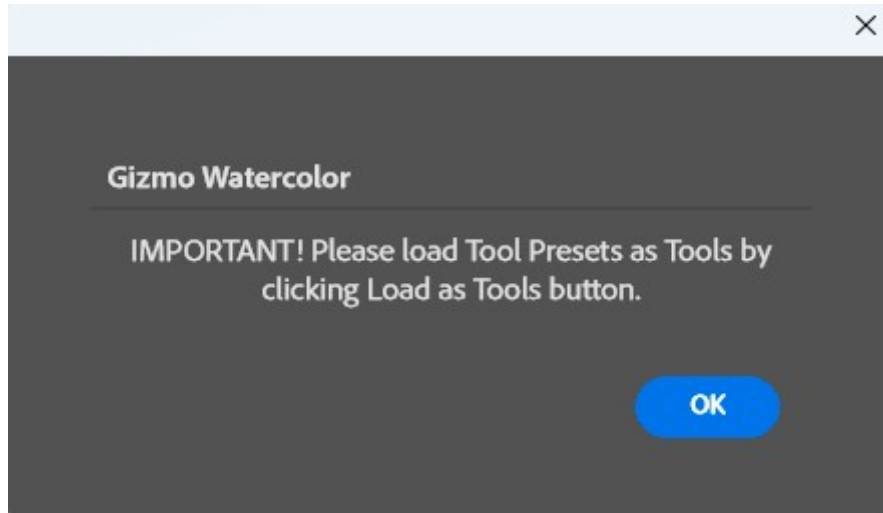 Gizmo Watercolor
IMPORTANT! Please load Tool Presets as Tools by
clicking Load as Tools button.
OK